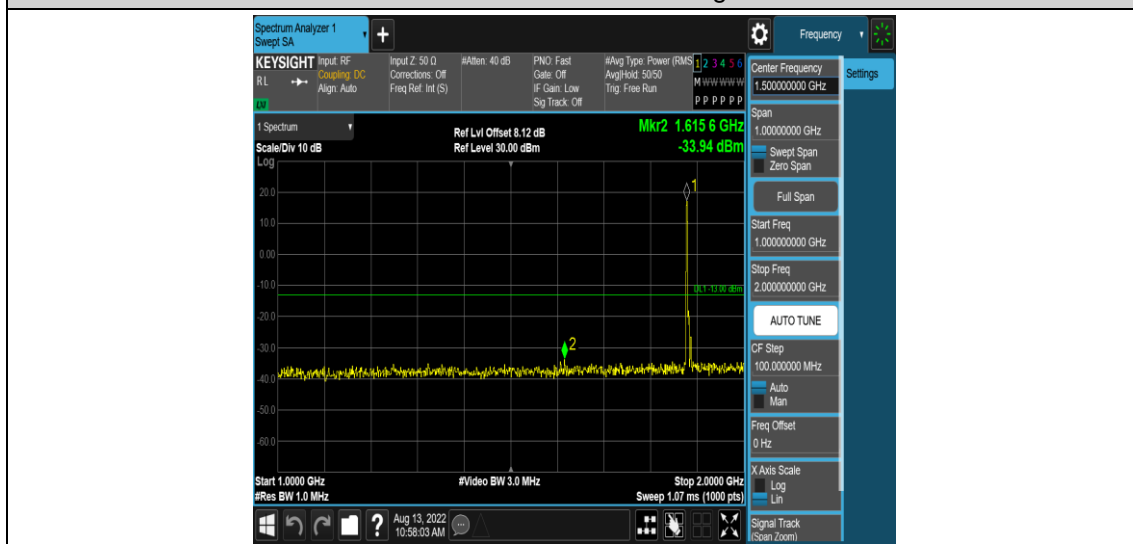 Spectrum Analyzer 1
Swept SA
+
Frequency
KEYSIGHT
RL
LXI
Input: RF
Coupling: DC
Align: Auto
Input Z: 50 Ω
Corrections: Off
Freq Ref: Int (S)
#Atten: 40 dB
PNO: Fast
Gate: Off
IF Gain: Low
Sig Track: Off
#Avg Type: Power (RMS
Avg|Hold: 50/50
Trig: Free Run
1 2 3 4 5 6
M W W W W W
P P P P P P
1 Spectrum
Scale/Div 10 dB
Ref Lvl Offset 8.12 dB
Ref Level 30.00 dBm
Mkr2 1.615 6 GHz
-33.94 dBm
Log
20.0
10.0
0.00
-10.0
-20.0
-30.0
-40.0
-50.0
-60.0
1
DL1 -13.00 dBm
2
Start 1.0000 GHz
#Res BW 1.0 MHz
#Video BW 3.0 MHz
Stop 2.0000 GHz
Sweep 1.07 ms (1000 pts)
Center Frequency
1.500000000 GHz
Settings
Span
1.00000000 GHz
Swept Span
Zero Span
Full Span
Start Freq
1.000000000 GHz
Stop Freq
2.000000000 GHz
AUTO TUNE
CF Step
100.000000 MHz
Auto
Man
Freq Offset
0 Hz
X Axis Scale
Log
Lin
Signal Track
(Span Zoom)
?
Aug 13, 2022
10:58:03 AM